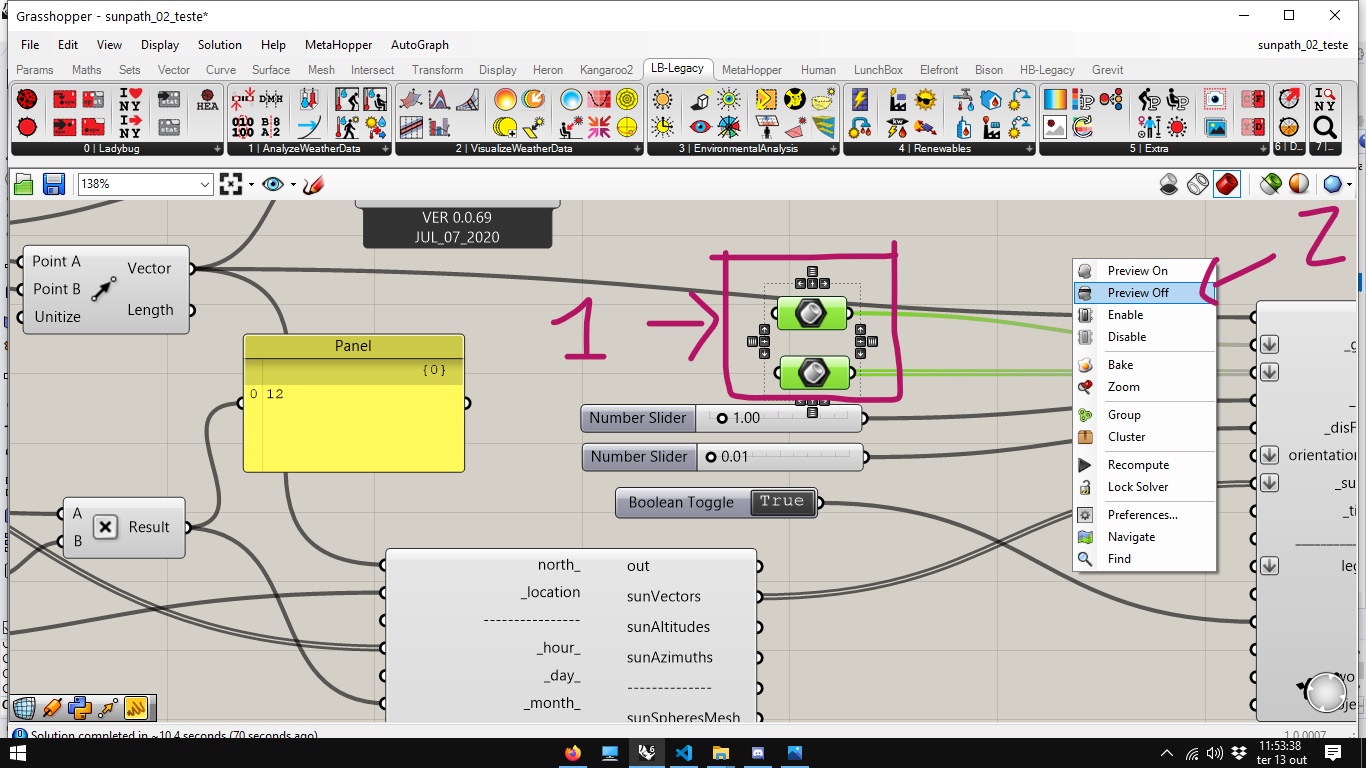 Grasshopper - sunpath_02_teste*
File Edit View Display Solution Help MetaHopper AutoGraph sunpath_02_teste
Params Maths Sets Vector Curve Surface Mesh Intersect Transform Display Heron Kangaroo2 LB-Legacy MetaHopper Human LunchBox Elefront Bison HB-Legacy Grevit
0 | Ladybug 1 | AnalyzeWeatherData 2 | VisualizeWeatherData 3 | EnvironmentalAnalysis 4 | Renewables 5 | Extra 6 | D... 7 |...
138%
VER 0.0.69
JUL_07_2020
2
Point A
Point B
Unitize
Vector
Length
1
Panel
{0}
0 12
Number Slider 1.00
Number Slider 0.01
Boolean Toggle True
A
B
Result
Preview On
Preview Off
Enable
Disable
Bake
Zoom
Group
Cluster
Recompute
Lock Solver
Preferences...
Navigate
Find
north_
_location
----------------
_hour_
_day_
_month_
out
sunVectors
sunAltitudes
sunAzimuths
--------------
sunSpheresMesh
_disF
orientation
_su
_ti
leg
Solution completed in ~10.4 seconds (70 seconds ago)
1.0.0007
11:53:38
ter 13 out